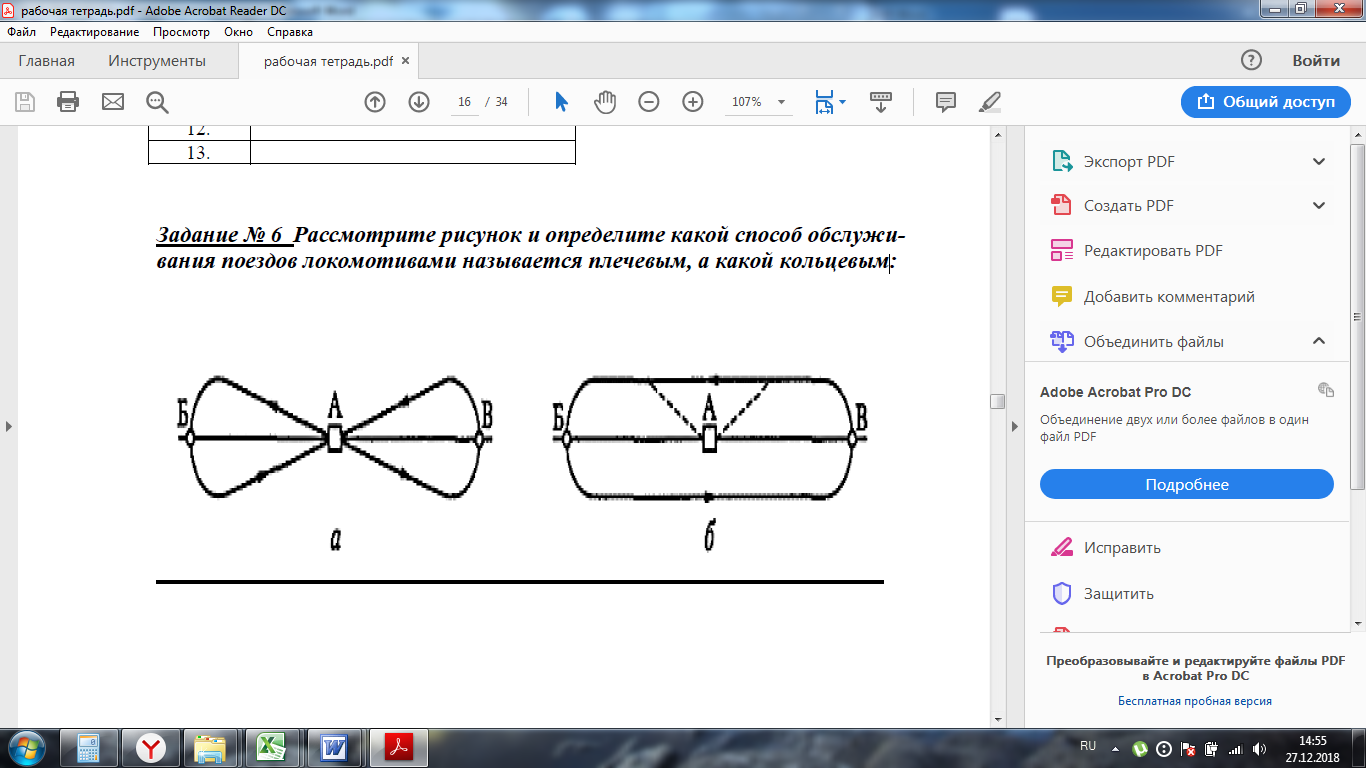 рабочая тетрадь.pdf - Adobe Acrobat Reader DC
Файл Редактирование Просмотр Окно Справка
Главная Инструменты рабочая тетрадь.pdf × Войти
16 / 34 107% Общий доступ
12.
13.
Задание № 6 Рассмотрите рисунок и определите какой способ обслужи-
вания поездов локомотивами называется плечевым, а какой кольцевым:
Б А В
а
Б А В
б
Экспорт PDF
Создать PDF
Редактировать PDF
Добавить комментарий
Объединить файлы
Adobe Acrobat Pro DC
Объединение двух или более файлов в один
файл PDF
Подробнее
Исправить
Защитить
Преобразовывайте и редактируйте файлы PDF
в Acrobat Pro DC
Бесплатная пробная версия
RU 14:55
27.12.2018